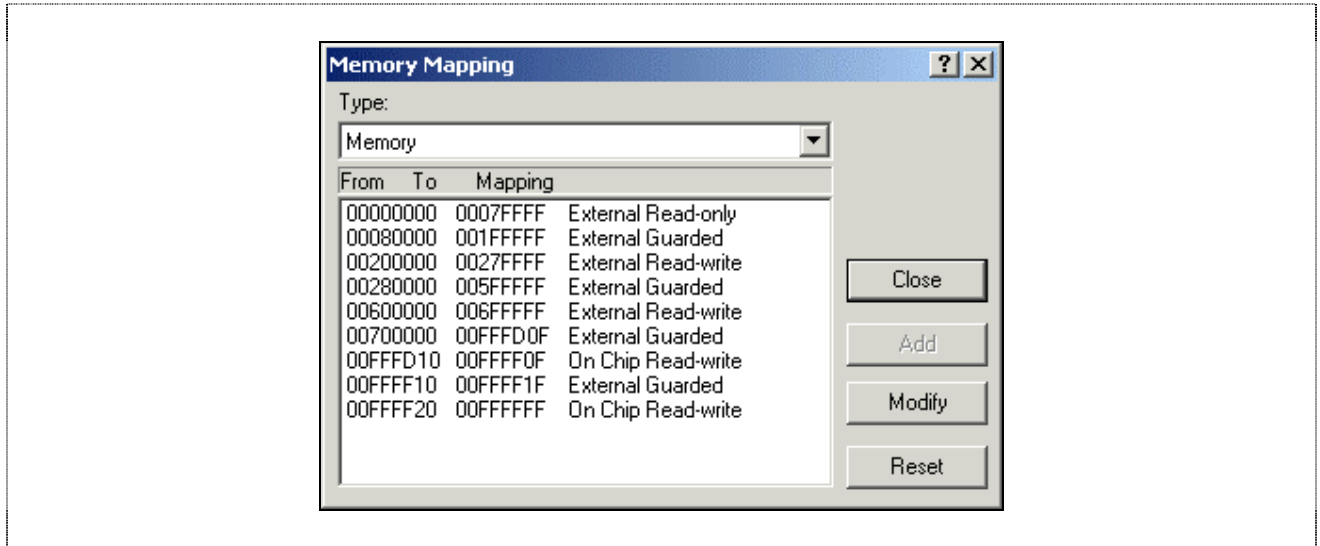 Memory Mapping
Type:
Memory
From To Mapping
00000000 0007FFFF External Read-only
00080000 001FFFFF External Guarded
00200000 0027FFFF External Read-write
00280000 005FFFFF External Guarded
00600000 006FFFFF External Read-write
00700000 00FFFD0F External Guarded
00FFFD10 00FFFF0F On Chip Read-write
00FFFF10 00FFFF1F External Guarded
00FFFF20 00FFFFFF On Chip Read-write
Close
Add
Modify
Reset